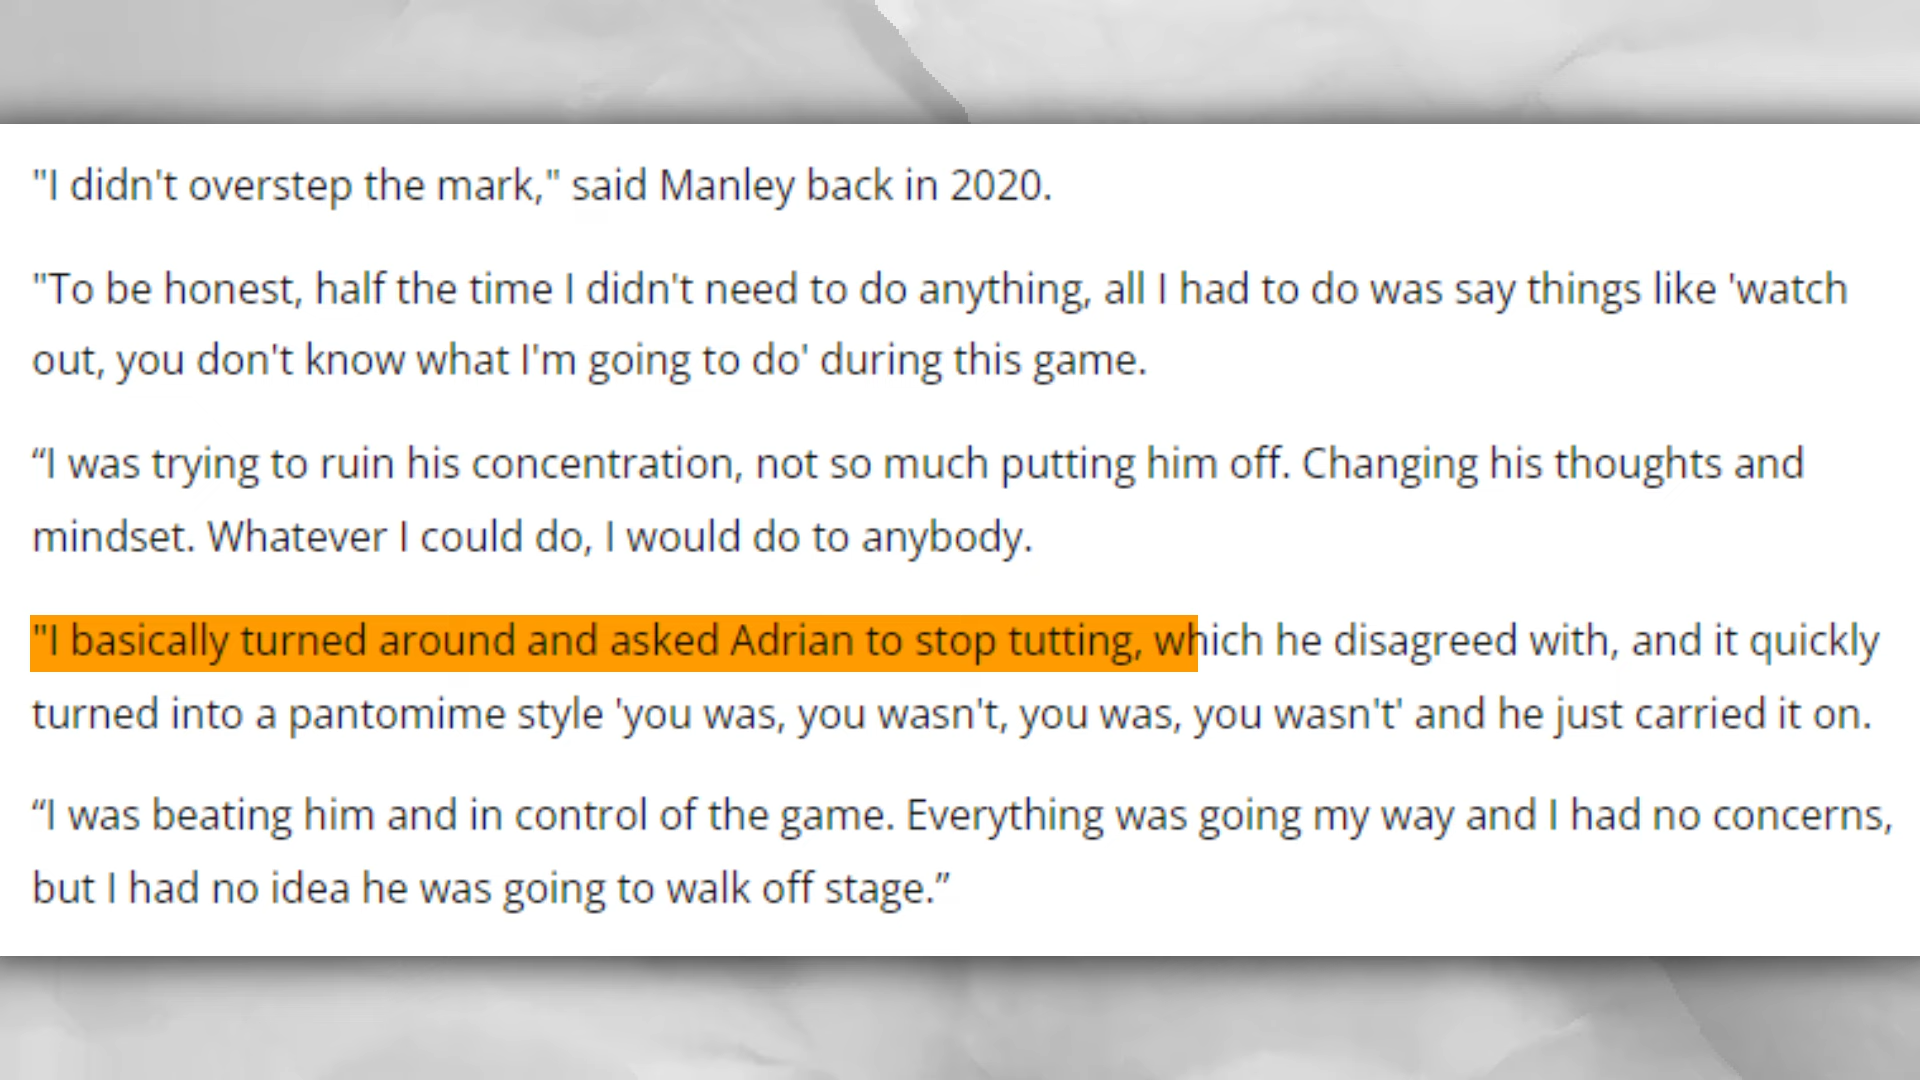 "I didn't overstep the mark," said Manley back in 2020.
"To be honest, half the time I didn't need to do anything, all I had to do was say things like 'watch
out, you don't know what I'm going to do' during this game.
“I was trying to ruin his concentration, not so much putting him off. Changing his thoughts and
mindset. Whatever I could do, I would do to anybody.
"I basically turned around and asked Adrian to stop tutting, which he disagreed with, and it quickly
turned into a pantomime style 'you was, you wasn't, you was, you wasn't' and he just carried it on.
“I was beating him and in control of the game. Everything was going my way and I had no concerns,
but I had no idea he was going to walk off stage.”